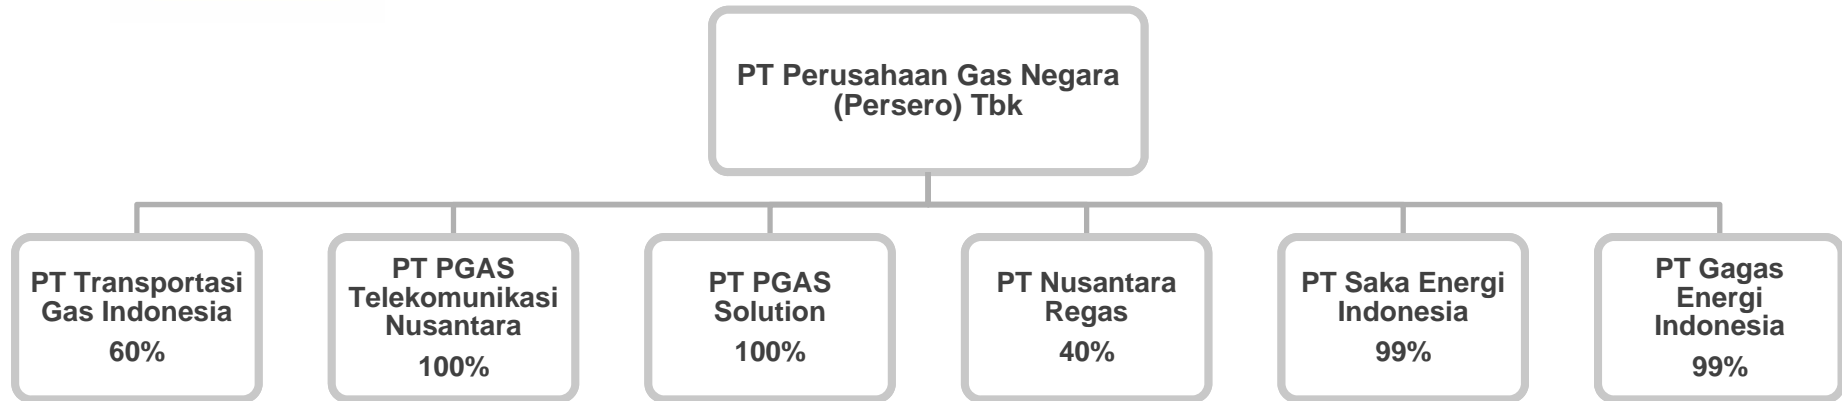 PT Perusahaan Gas Negara
(Persero) Tbk
PT Transportasi
Gas Indonesia
60%
PT PGAS
Telekomunikasi
Nusantara
100%
PT PGAS
Solution
100%
PT Nusantara
Regas
40%
PT Saka Energi
Indonesia
99%
PT Gagas
Energi
Indonesia
99%